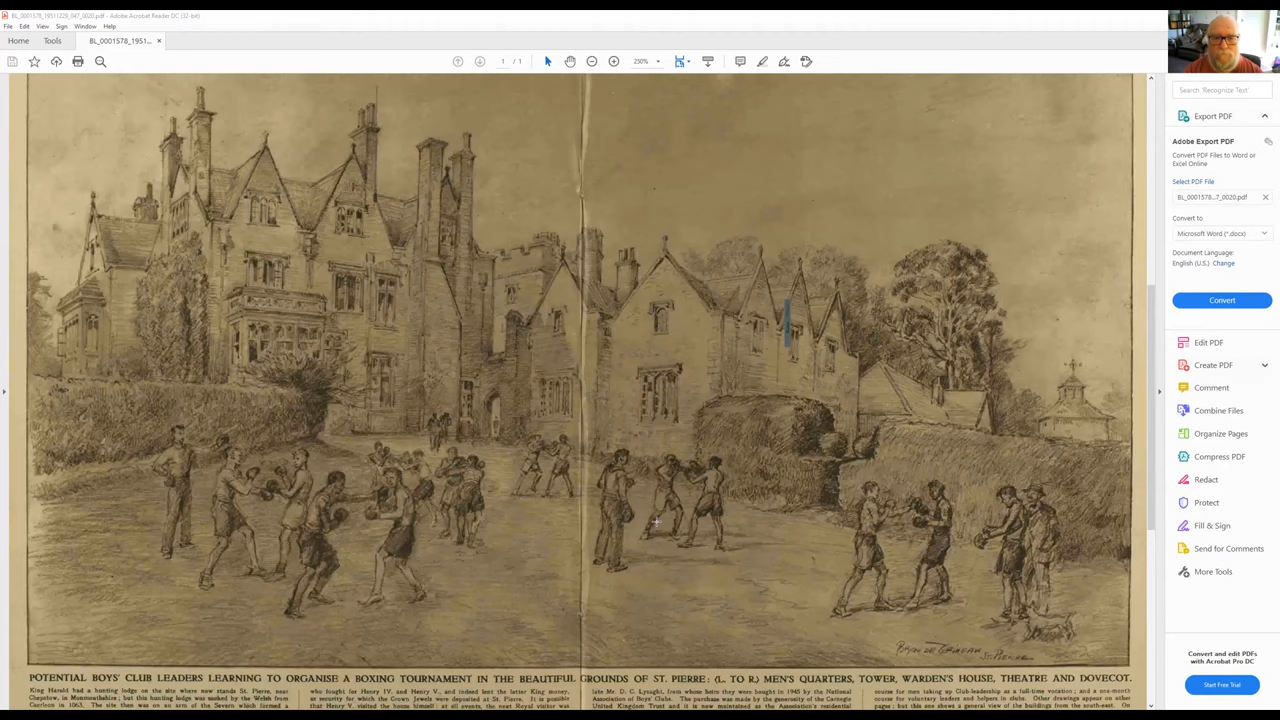 BL_0001578_19511229_047_0020.pdf - Adobe Acrobat Reader DC (32-bit)
File Edit View Sign Window Help
Home Tools BL_0001578_1951... ×
1 / 1 250%
Search 'Recognize Text'
Export PDF
Adobe Export PDF
Convert PDF Files to Word or
Excel Online
Select PDF File
BL_0001578...7_0020.pdf
Convert to
Microsoft Word (*.docx)
Document Language:
English (U.S.) Change
Convert
Edit PDF
Create PDF
Comment
Combine Files
Organize Pages
Compress PDF
Redact
Protect
Fill & Sign
Send for Comments
More Tools
Convert and edit PDFs
with Acrobat Pro DC
Start Free Trial
BRYAN DE GRINEAU
ST. PIERRE
POTENTIAL BOYS' CLUB LEADERS LEARNING TO ORGANISE A BOXING TOURNAMENT IN THE BEAUTIFUL GROUNDS OF ST. PIERRE: (L. TO R.) MEN'S QUARTERS, TOWER, WARDEN'S HOUSE, THEATRE AND DOVECOT.
King Harold had a hunting lodge on the site where now stands St. Pierre, near
Chepstow, in Monmouthshire; but this hunting lodge was sacked by the Welsh from
Caerleon in 1063. The site then was on an arm of the Severn which formed a
who fought for Henry IV. and Henry V., and indeed lent the latter King money,
as security for which the Crown Jewels were deposited at St. Pierre. It is possible
that Henry V. visited the house himself; at all events, the next Royal visitor was
late Mr. D. C. Lysaght, from whose heirs they were bought in 1945 by the National
Association of Boys' Clubs. The purchase was made by the generosity of the Carnegie
United Kingdom Trust and it is now maintained as the Association's residential
course for men taking up Club-leadership as a full-time vocation; and a one-month
course for voluntary leaders and helpers in clubs. Other drawings appear on other
pages; but this one shows a general view of the buildings from the south-east. On